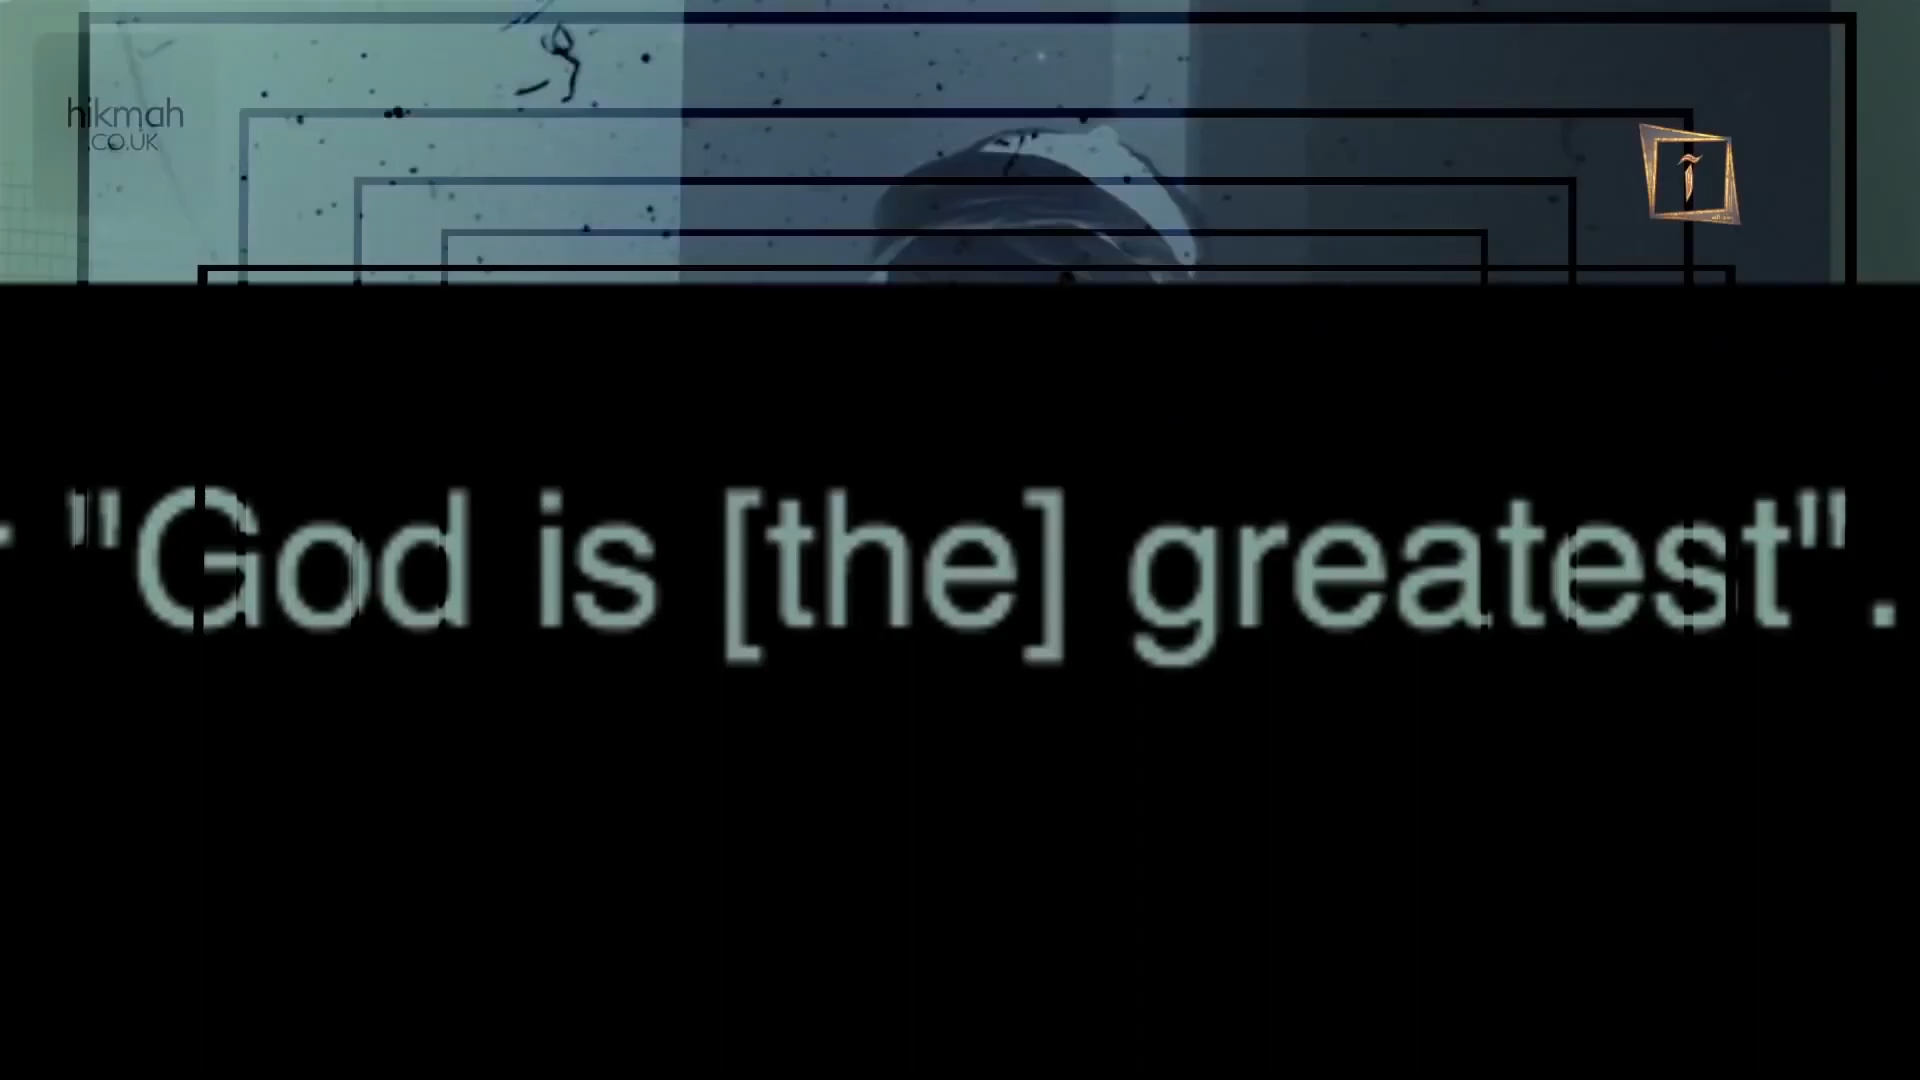 hikmah
.CO.UK
"God is [the] greatest".